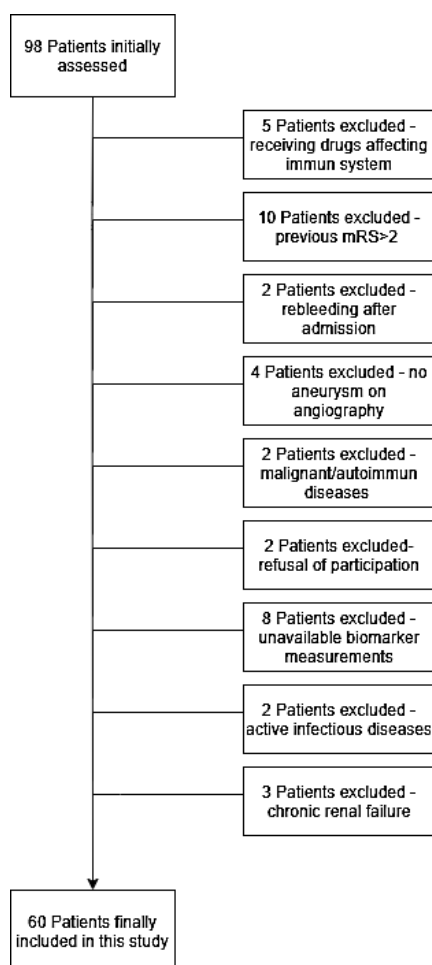 98 Patients initially
assessed
5 Patients excluded -
receiving drugs affecting
immun system
10 Patients excluded -
previous mRS>2
2 Patients excluded -
rebleeding after
admission
4 Patients excluded - no
aneurysm on
angiography
2 Patients excluded -
malignant/autoimmun
diseases
2 Patients excluded-
refusal of participation
8 Patients excluded -
unavailable biomarker
measurements
2 Patients excluded -
active infectious diseases
3 Patients excluded -
chronic renal failure
60 Patients finally
included in this study